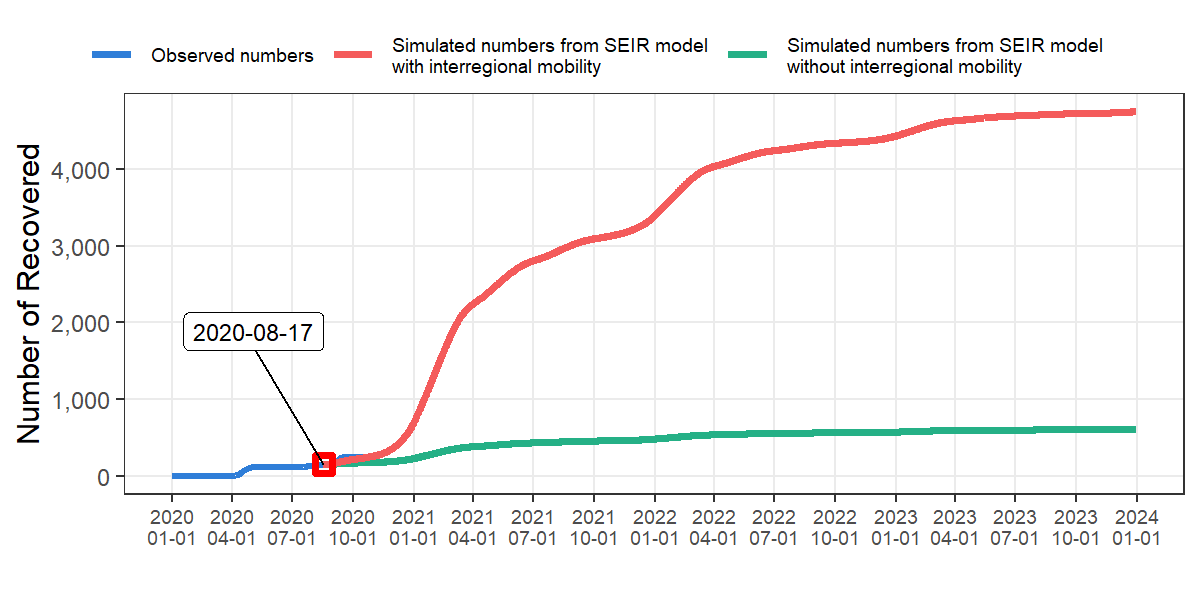 Observed numbers
Simulated numbers from SEIR model
with interregional mobility
Simulated numbers from SEIR model
without interregional mobility
Number of Recovered
4,000
3,000
2,000
1,000
0
2020-08-17
2020 2020 2020 2020 2021 2021 2021 2021 2022 2022 2022 2022 2023 2023 2023 2023 2024
01-01 04-01 07-01 10-01 01-01 04-01 07-01 10-01 01-01 04-01 07-01 10-01 01-01 04-01 07-01 10-01 01-01